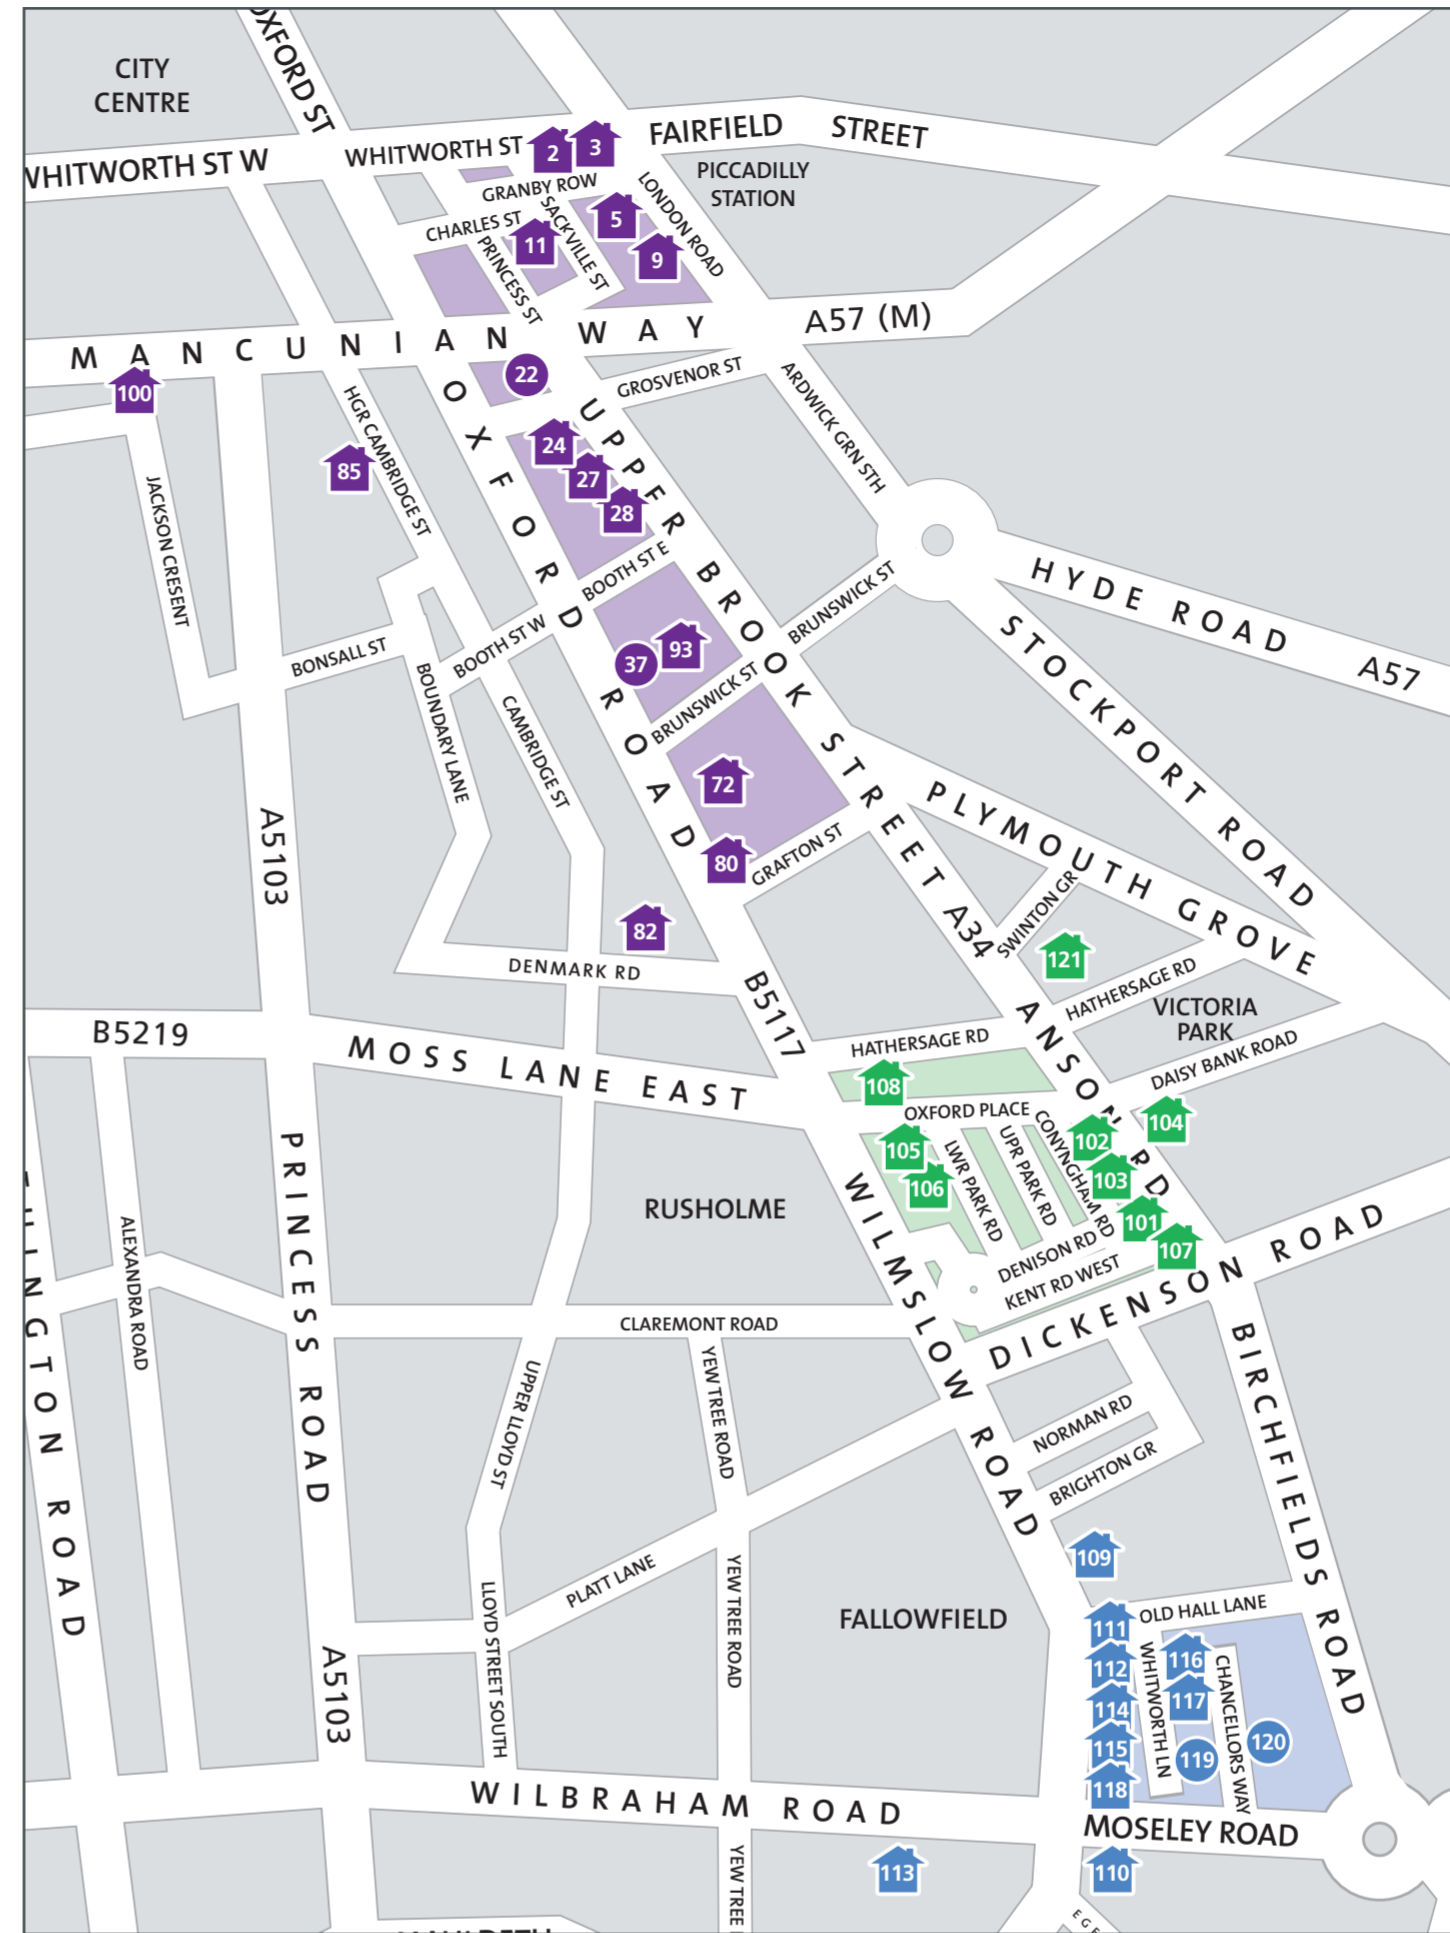 OXFORD ST
CITY
CENTRE
WHITWORTH ST W
WHITWORTH ST
2
3
FAIRFIELD STREET
PICCADILLY
STATION
GRANBY ROW
LONDON ROAD
SACKVILLE ST
CHARLES ST
5
11
9
PRINCESS ST
MANCUNIAN WAY
A57 (M)
100
22
GROSVENOR ST
ARDWICK GRN STH
HGR CAMBRIDGE ST
OXFORD ROAD
UPPER BROOK STREET A34
24
85
27
28
JACKSON CRESENT
BOOTH ST E
HYDE ROAD
A57
BRUNSWICK ST
STOCKPORT ROAD
BOOTH ST W
BONSALL ST
93
37
BOUNDARY LANE
BRUNSWICK ST
CAMBRIDGE ST
72
PLYMOUTH GROVE
A5103
80
GRAFTON ST
SWINTON GR
82
121
DENMARK RD
B5117
HATHERSAGE RD
VICTORIA
PARK
B5219
MOSS LANE EAST
HATHERSAGE RD
ANSON RD
DAISY BANK ROAD
108
OXFORD PLACE
104
102
105
CONYNGHAM RD
UPR PARK RD
LWR PARK RD
103
106
101
107
RUSHOLME
PRINCESS ROAD
WILMSLOW ROAD
DENISON RD
KENT RD WEST
DICKENSON ROAD
ALEXANDRA ROAD
CLAREMONT ROAD
YEW TREE ROAD
UPPER LLOYD ST
BIRCHFIELDS ROAD
NORMAN RD
BRIGHTON GR
NGTON ROAD
109
PLATT LANE
YEW TREE ROAD
LLOYD STREET SOUTH
FALLOWFIELD
OLD HALL LANE
111
112
116
WHITWORTH LN
CHANCELLORS WAY
117
114
A5103
115
119
120
118
WILBRAHAM ROAD
MOSELEY ROAD
YEW TREE
113
110